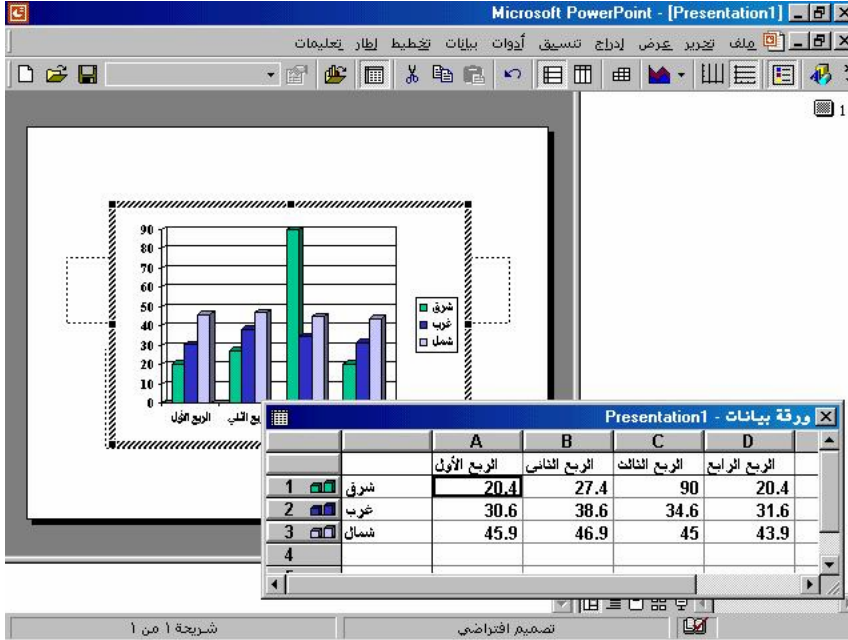 Microsoft PowerPoint - [Presentation1]
ملف تحرير عرض إدراج تنسيق أدوات بيانات تخطيط إطار تعليمات
1
90
80
70
60
50
40
30
20
10
0
شرق
غرب
شمل
الربع الأول
ورقة بيانات - Presentation1
A B C D
الربع الأول الربع الثاني الربع الثالث الربع الرابع
1 شرق 20.4 27.4 90 20.4
2 غرب 30.6 38.6 34.6 31.6
3 شمال 45.9 46.9 45 43.9
4
تصميم افتراضي
شريحة ١ من ١